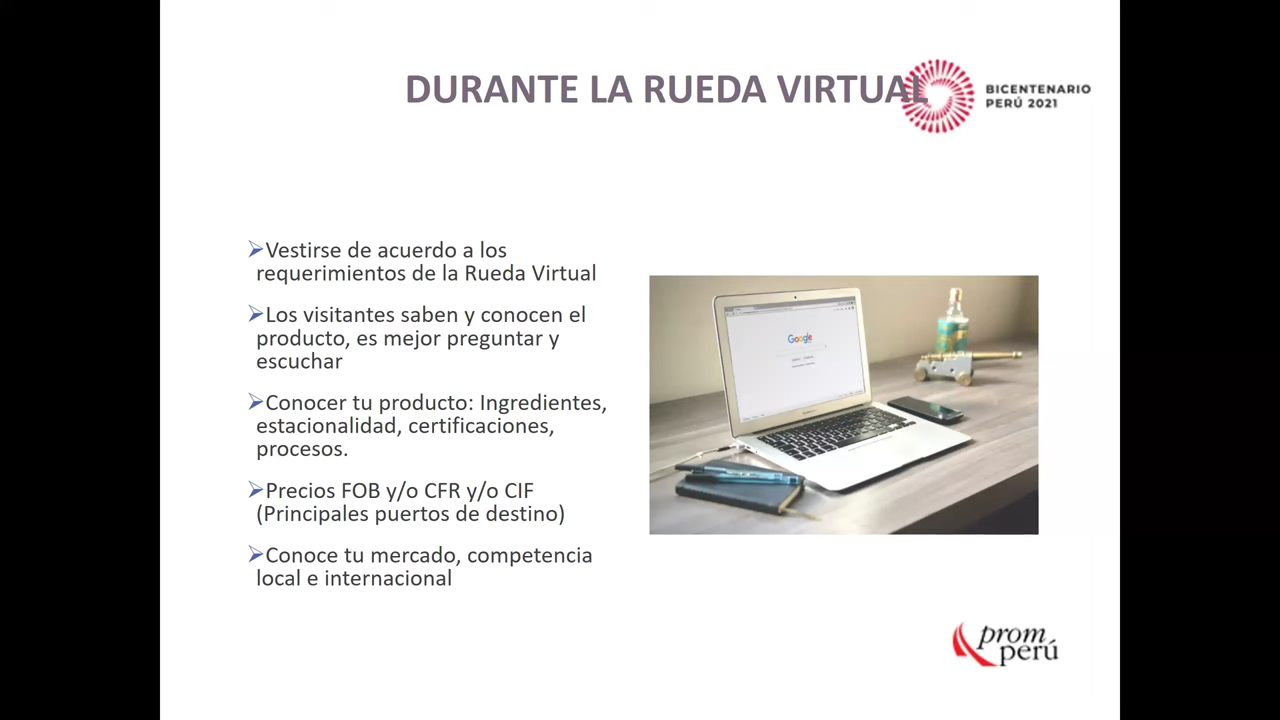 DURANTE LA RUEDA VIRTUAL
BICENTENARIO
PERÚ 2021
➢Vestirse de acuerdo a los
requerimientos de la Rueda Virtual
➢Los visitantes saben y conocen el
producto, es mejor preguntar y
escuchar
➢Conocer tu producto: Ingredientes,
estacionalidad, certificaciones,
procesos.
➢Precios FOB y/o CFR y/o CIF
(Principales puertos de destino)
➢Conoce tu mercado, competencia
local e internacional
Google
prom
perú